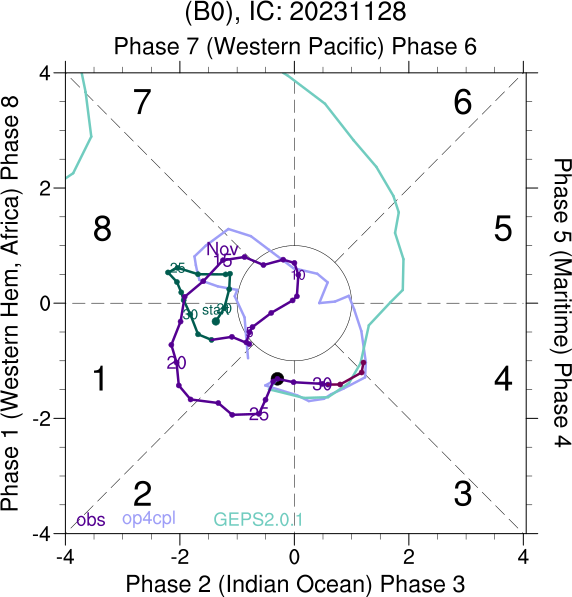 (B0), IC: 20231128
Phase 7 (Western Pacific) Phase 6
Phase 1 (Western Hem, Africa) Phase 8
Phase 5 (Maritime) Phase 4
4
2
0
-2
-4
7
6
8
5
1
4
2
3
Nov
15
25
10
30
start
20
5
20
30
25
obs
op4cpl
GEPS2.0.1
-4
-2
0
2
4
Phase 2 (Indian Ocean) Phase 3